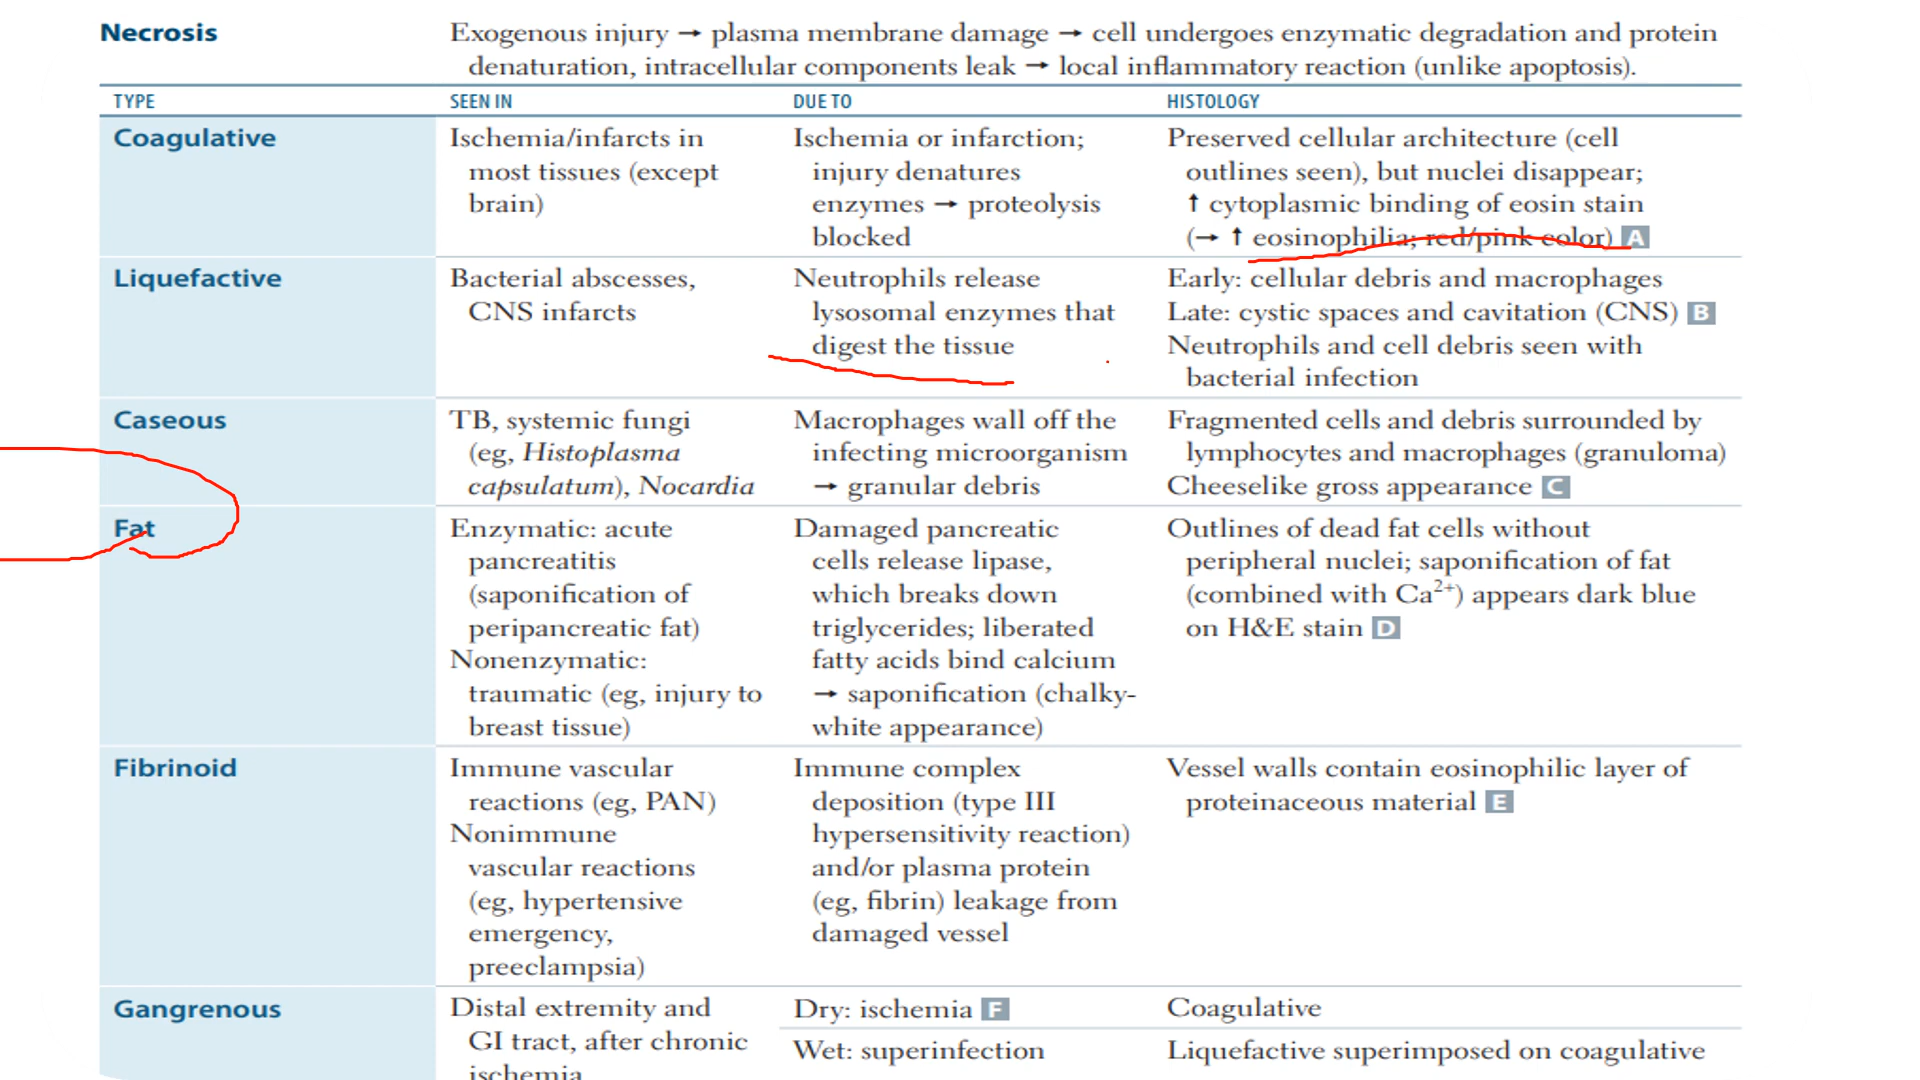 Necrosis
Exogenous injury → plasma membrane damage → cell undergoes enzymatic degradation and protein
denaturation, intracellular components leak → local inflammatory reaction (unlike apoptosis).
TYPE SEEN IN DUE TO HISTOLOGY
Coagulative
Ischemia/infarcts in
most tissues (except
brain)
Ischemia or infarction;
injury denatures
enzymes → proteolysis
blocked
Preserved cellular architecture (cell
outlines seen), but nuclei disappear;
↑ cytoplasmic binding of eosin stain
(→ ↑ eosinophilia; red/pink color) A
Liquefactive
Bacterial abscesses,
CNS infarcts
Neutrophils release
lysosomal enzymes that
digest the tissue
Early: cellular debris and macrophages
Late: cystic spaces and cavitation (CNS) B
Neutrophils and cell debris seen with
bacterial infection
Caseous
TB, systemic fungi
(eg, Histoplasma
capsulatum), Nocardia
Macrophages wall off the
infecting microorganism
→ granular debris
Fragmented cells and debris surrounded by
lymphocytes and macrophages (granuloma)
Cheeselike gross appearance C
Fat
Enzymatic: acute
pancreatitis
(saponification of
peripancreatic fat)
Nonenzymatic:
traumatic (eg, injury to
breast tissue)
Damaged pancreatic
cells release lipase,
which breaks down
triglycerides; liberated
fatty acids bind calcium
→ saponification (chalky-
white appearance)
Outlines of dead fat cells without
peripheral nuclei; saponification of fat
(combined with Ca²⁺) appears dark blue
on H&E stain D
Fibrinoid
Immune vascular
reactions (eg, PAN)
Nonimmune
vascular reactions
(eg, hypertensive
emergency,
preeclampsia)
Immune complex
deposition (type III
hypersensitivity reaction)
and/or plasma protein
(eg, fibrin) leakage from
damaged vessel
Vessel walls contain eosinophilic layer of
proteinaceous material E
Gangrenous
Distal extremity and
GI tract, after chronic
ischemia
Dry: ischemia F
Coagulative
Wet: superinfection
Liquefactive superimposed on coagulative